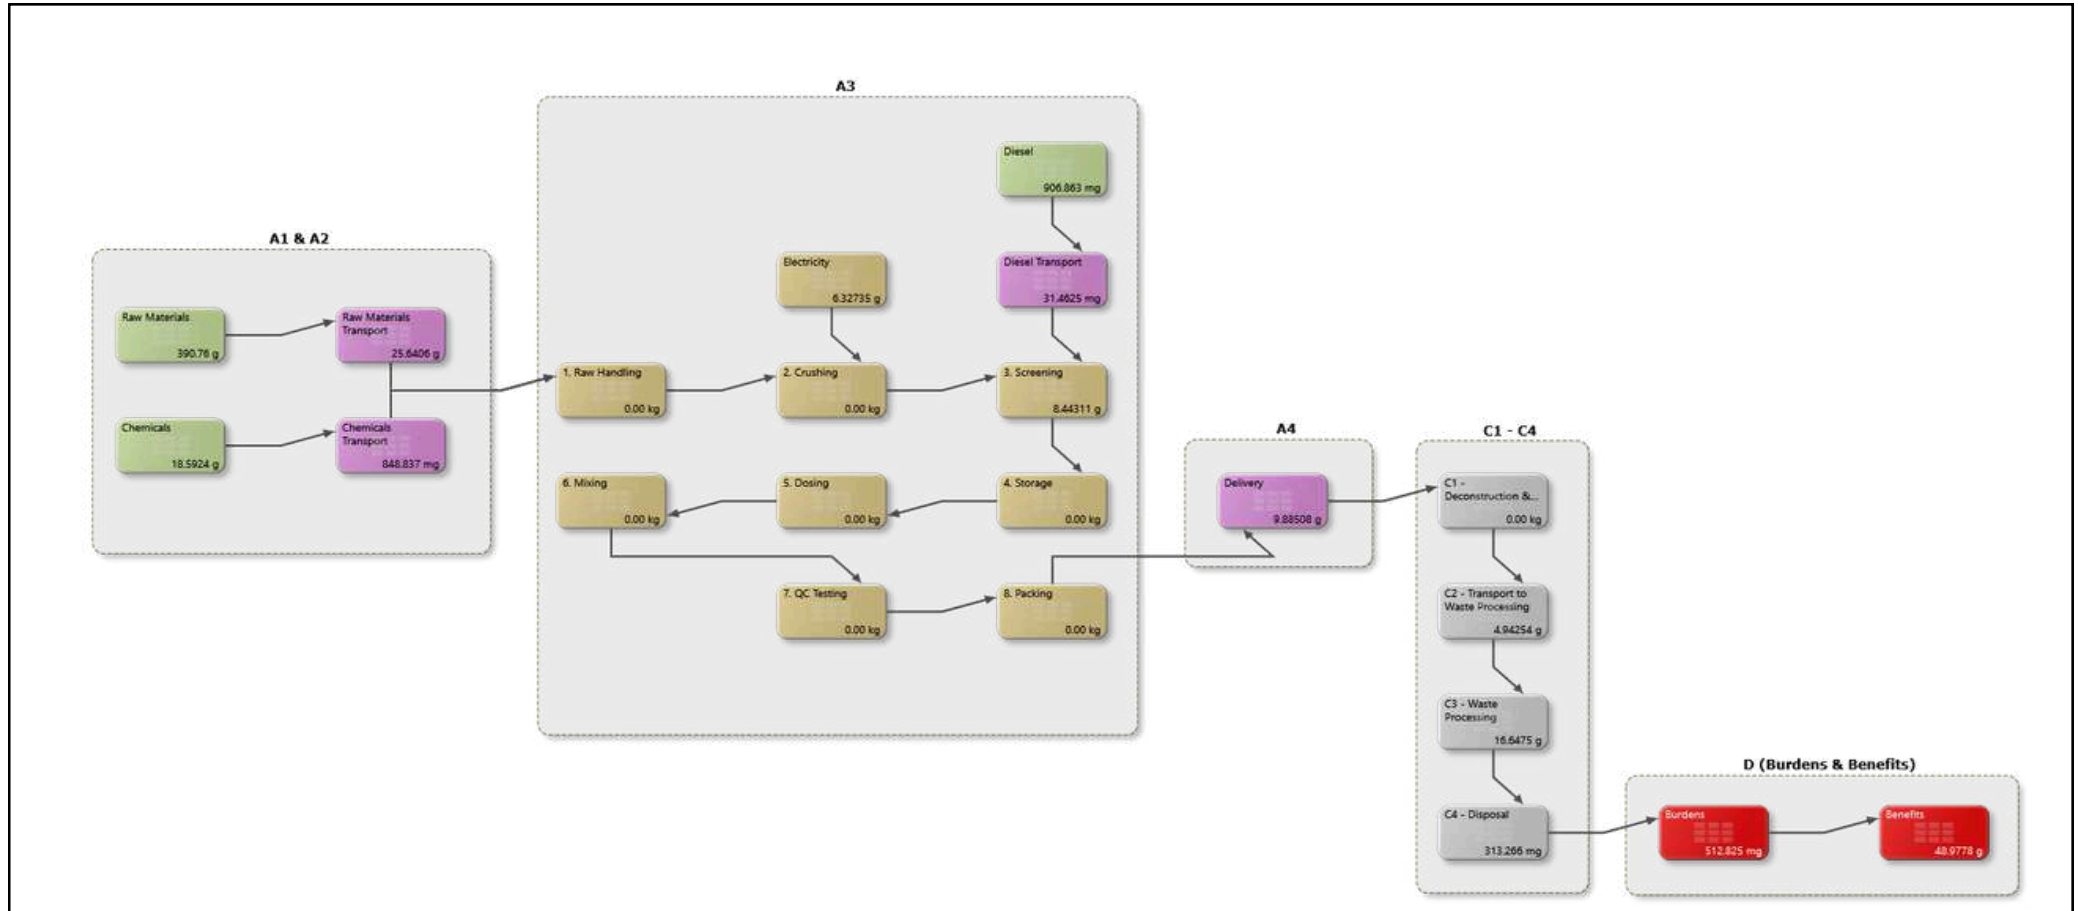 A1 & A2
Raw Materials
390.76 g
Raw Materials
Transport
25.6406 g
Chemicals
18.5924 g
Chemicals
Transport
848.837 mg
A3
Diesel
906.863 mg
Electricity
6.32735 g
Diesel Transport
31.4625 mg
1. Raw Handling
0.00 kg
2. Crushing
0.00 kg
3. Screening
8.44311 g
6. Mixing
0.00 kg
5. Dosing
0.00 kg
4. Storage
0.00 kg
7. QC Testing
0.00 kg
8. Packing
0.00 kg
A4
Delivery
9.88508 g
C1 - C4
C1 -
Deconstruction &...
0.00 kg
C2 - Transport to
Waste Processing
4.94254 g
C3 - Waste
Processing
16.6475 g
C4 - Disposal
313.266 mg
D (Burdens & Benefits)
Burdens
512.825 mg
Benefits
48.9778 g